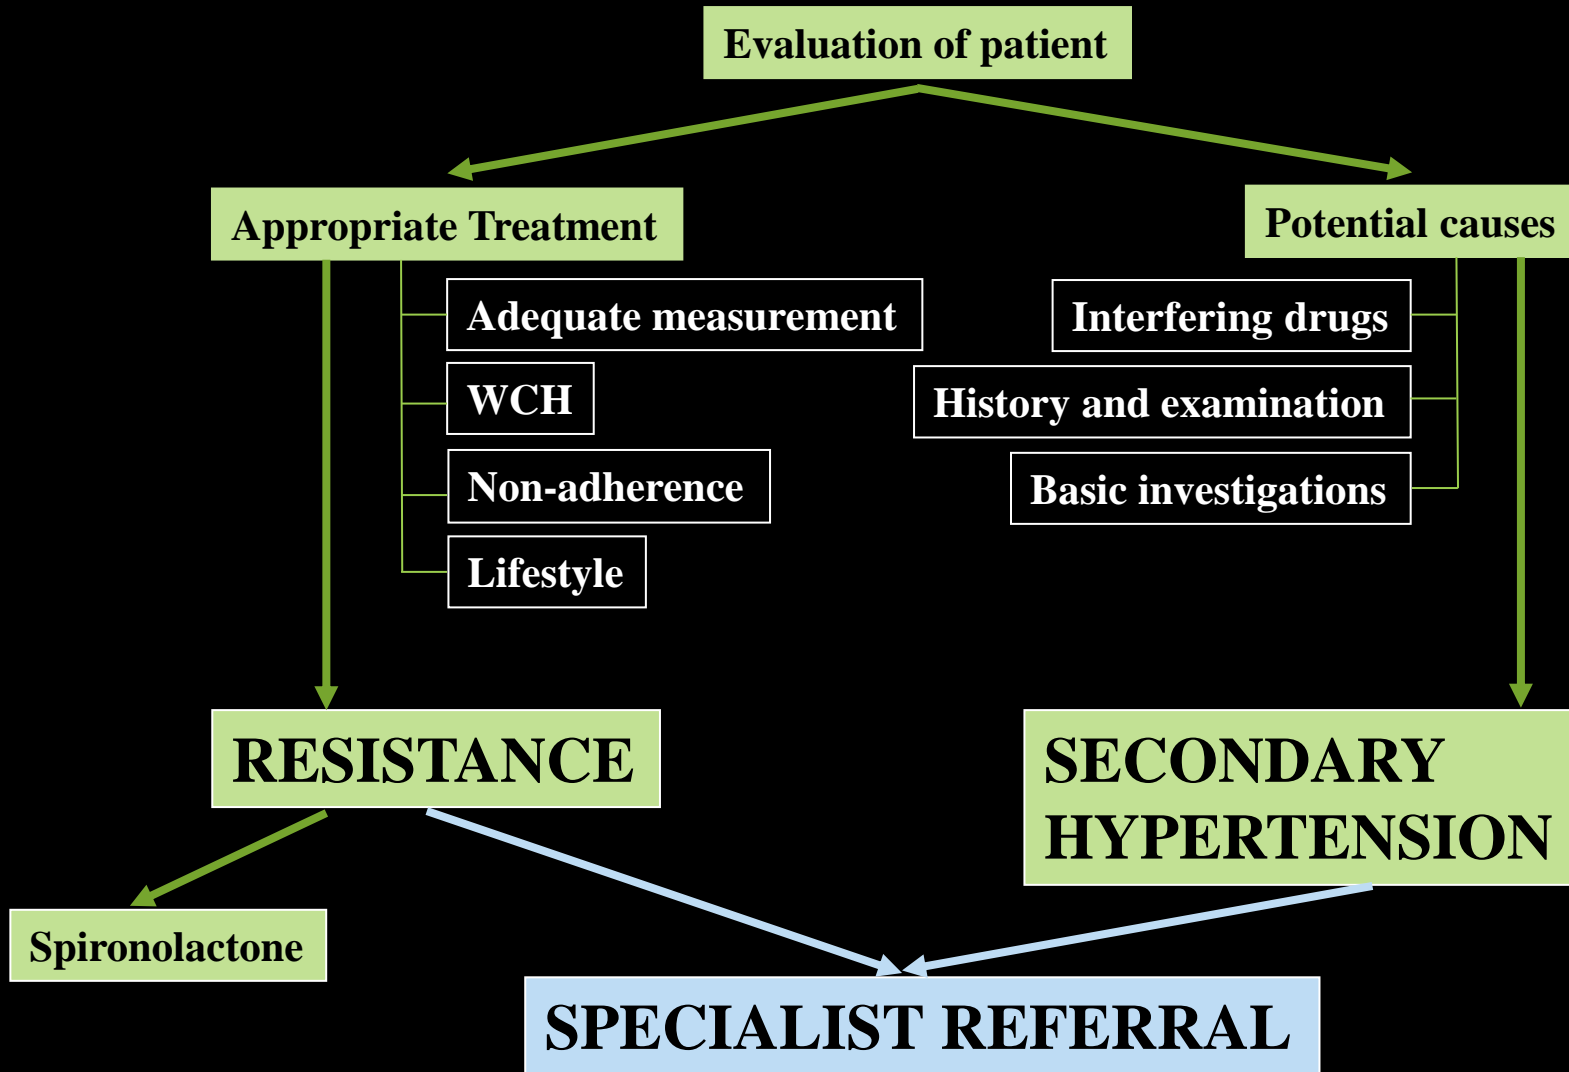 Evaluation of patient
Appropriate Treatment
Potential causes
Adequate measurement
Interfering drugs
WCH
History and examination
Non-adherence
Basic investigations
Lifestyle
RESISTANCE
SECONDARY
HYPERTENSION
Spironolactone
SPECIALIST REFERRAL